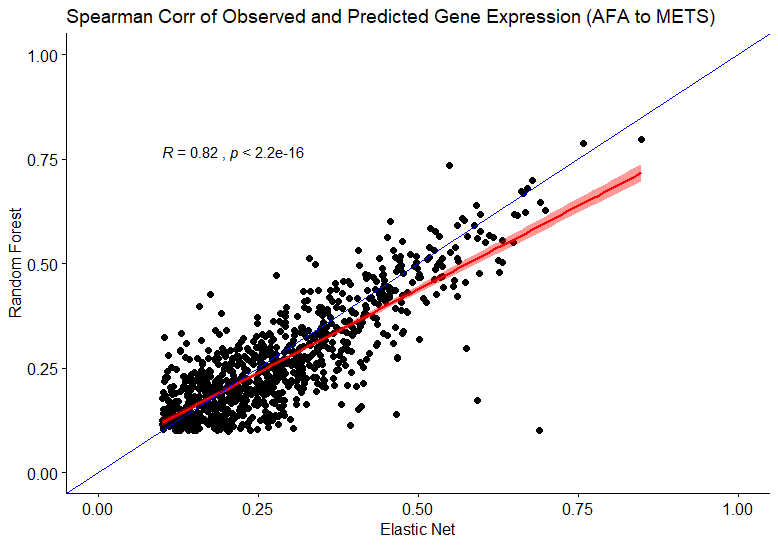 Spearman Corr of Observed and Predicted Gene Expression (AFA to METS)
1.00
R = 0.82 , p < 2.2e-16
0.75
Random Forest
0.50
0.25
0.00
0.00 0.25 0.50 0.75 1.00
Elastic Net